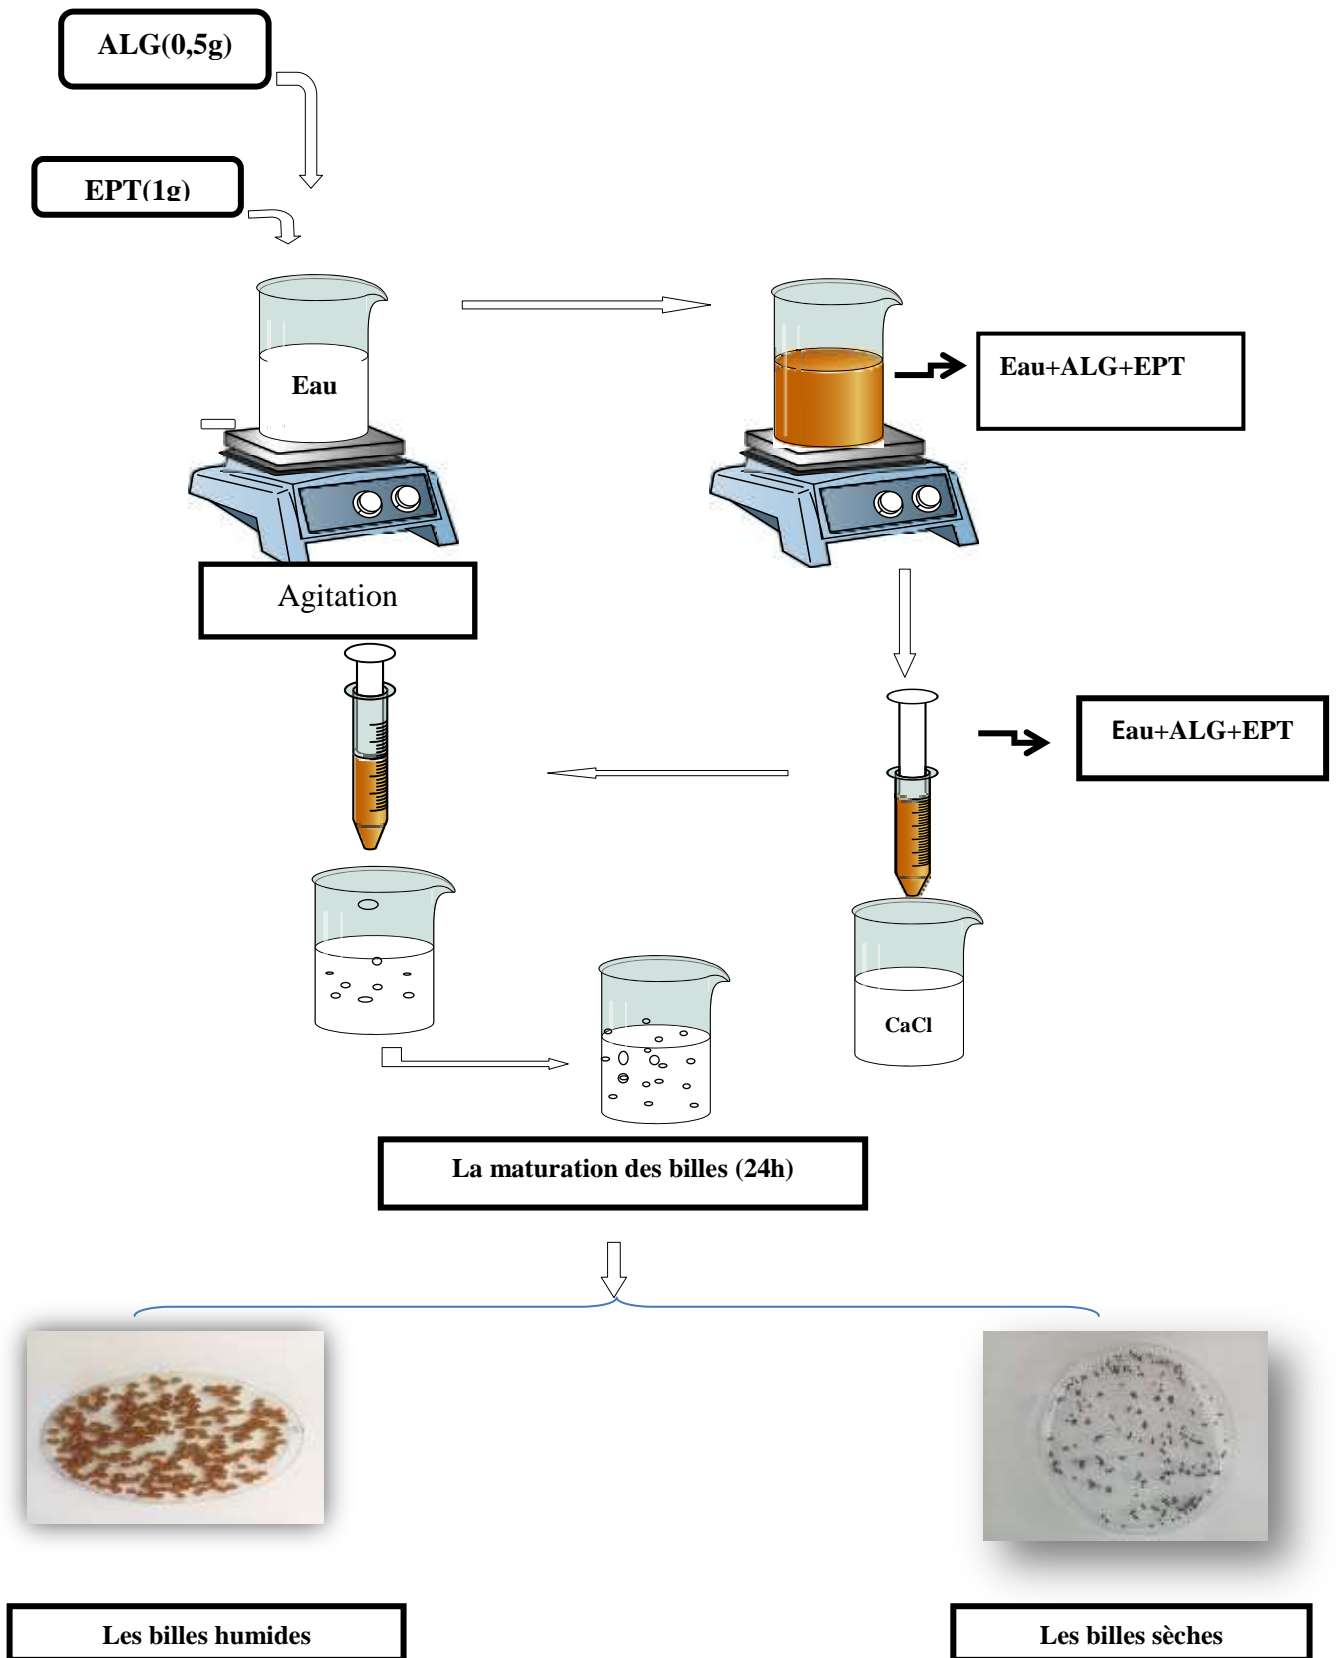 ALG(0,5g)
EPT(1g)
Eau
Eau+ALG+EPT
Agitation
Eau+ALG+EPT
CaCl
La maturation des billes (24h)
Les billes humides
Les billes sèches